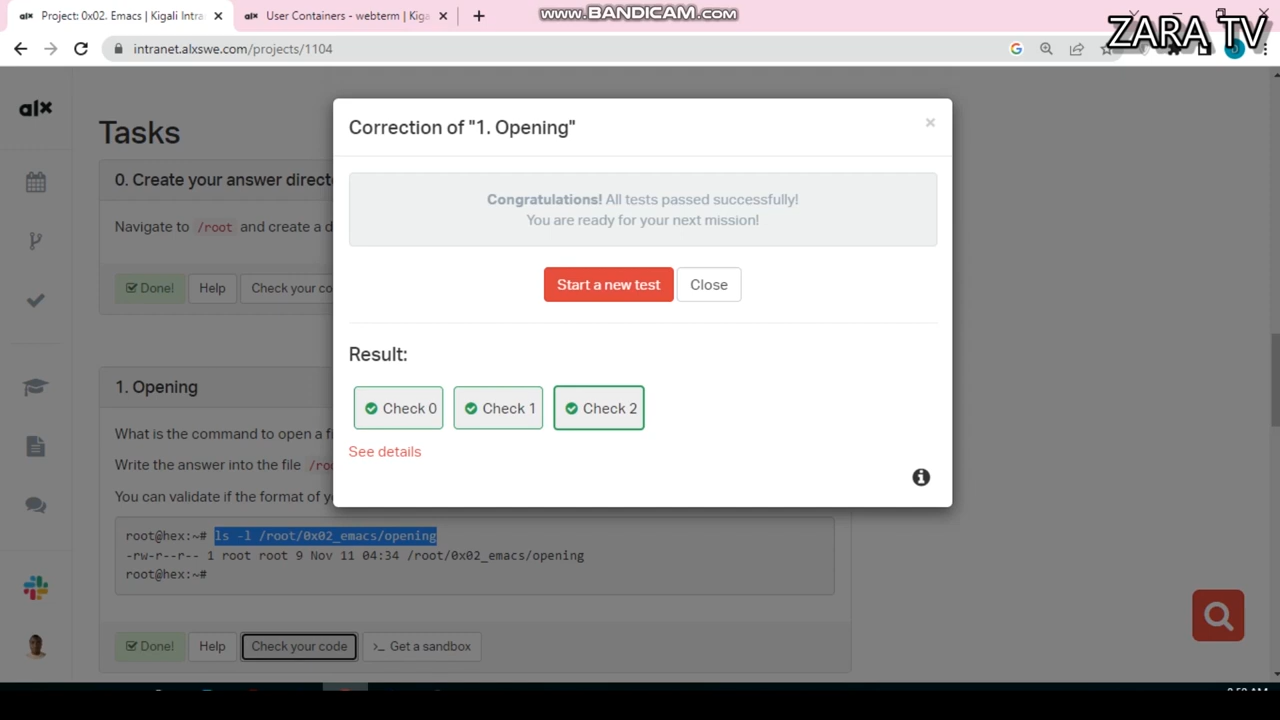 Project: 0x02. Emacs | Kigali Intra
User Containers - webterm | Kiga
www.BANDICAM.com
ZARA TV
intranet.alxswe.com/projects/1104
alx
Tasks
0. Create your answer direct
Navigate to /root and create a d
Done!
Help
Check your co
Correction of "1. Opening"
×
Congratulations! All tests passed successfully!
You are ready for your next mission!
Start a new test
Close
Result:
Check 0
Check 1
Check 2
See details
1. Opening
What is the command to open a fi
Write the answer into the file /ro
You can validate if the format of y
root@hex:~# ls -l /root/0x02_emacs/opening
-rw-r--r-- 1 root root 9 Nov 11 04:34 /root/0x02_emacs/opening
root@hex:~#
Done!
Help
Check your code
>_ Get a sandbox